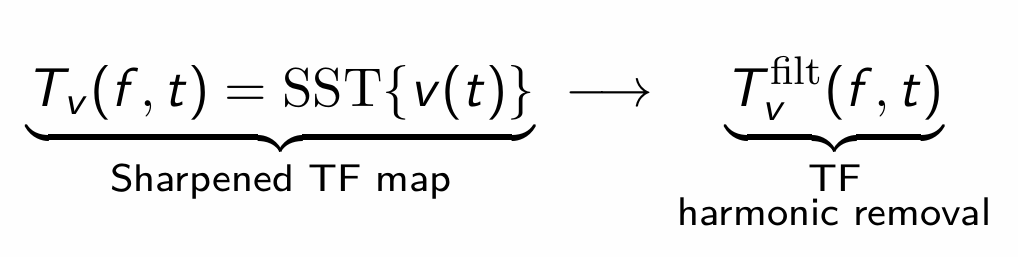 T_v(f, t) = SST{v(t)} ⟶ T_v^filt(f, t)
Sharpened TF map
TF
harmonic removal